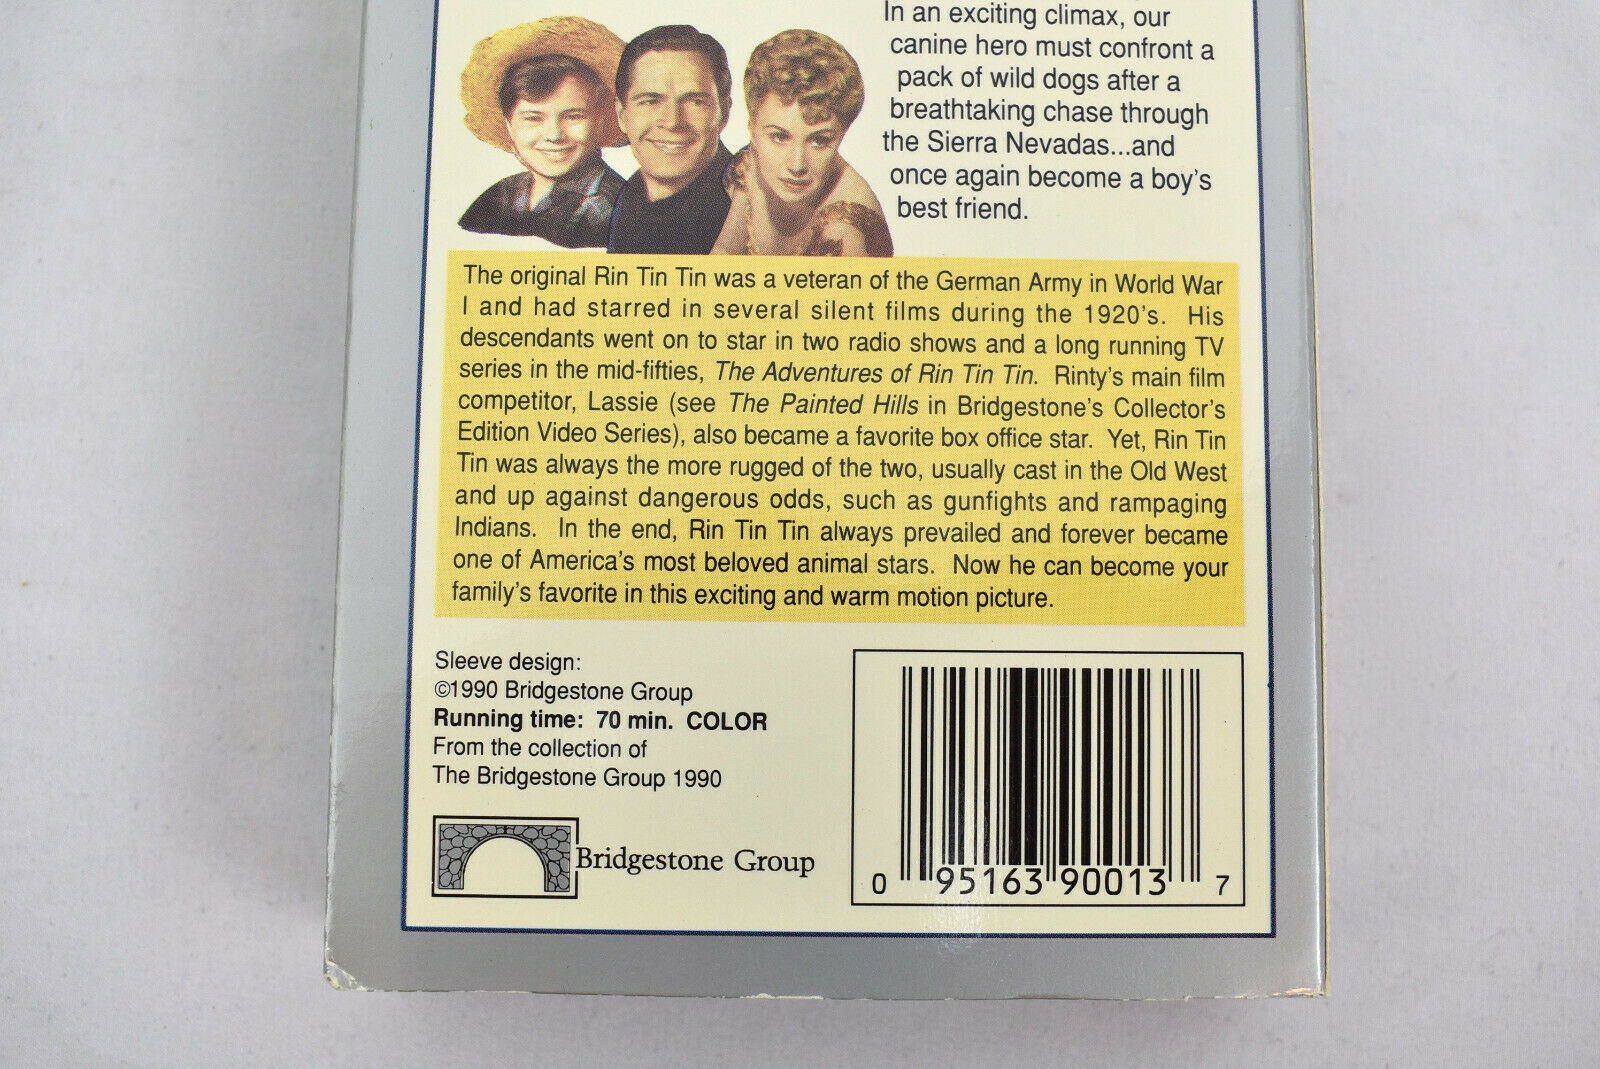 In an exciting climax, our
canine hero must confront a
pack of wild dogs after a
breathtaking chase through
the Sierra Nevadas...and
once again become a boy's
best friend.
The original Rin Tin Tin was a veteran of the German Army in World War
I and had starred in several silent films during the 1920's. His
descendants went on to star in two radio shows and a long running TV
series in the mid-fifties, The Adventures of Rin Tin Tin. Rinty's main film
competitor, Lassie (see The Painted Hills in Bridgestone's Collector's
Edition Video Series), also became a favorite box office star. Yet, Rin Tin
Tin was always the more rugged of the two, usually cast in the Old West
and up against dangerous odds, such as gunfights and rampaging
Indians. In the end, Rin Tin Tin always prevailed and forever became
one of America's most beloved animal stars. Now he can become your
family's favorite in this exciting and warm motion picture.
Sleeve design:
©1990 Bridgestone Group
Running time: 70 min. COLOR
From the collection of
The Bridgestone Group 1990
Bridgestone Group
0 95163 90013 7